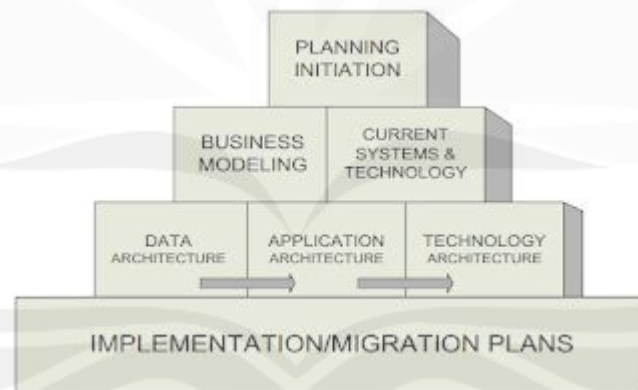 PLANNING
INITIATION
BUSINESS
MODELING
CURRENT
SYSTEMS &
TECHNOLOGY
DATA
ARCHITECTURE
APPLICATION
ARCHITECTURE
TECHNOLOGY
ARCHITECTURE
IMPLEMENTATION/MIGRATION PLANS